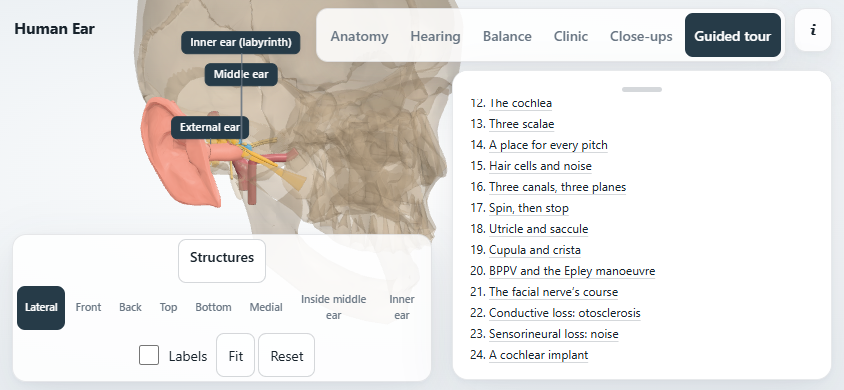 Human Ear
Anatomy Hearing Balance Clinic Close-ups Guided tour i
Inner ear (labyrinth)
Middle ear
External ear
12. The cochlea
13. Three scalae
14. A place for every pitch
15. Hair cells and noise
16. Three canals, three planes
17. Spin, then stop
18. Utricle and saccule
19. Cupula and crista
20. BPPV and the Epley manoeuvre
21. The facial nerve's course
22. Conductive loss: otosclerosis
23. Sensorineural loss: noise
24. A cochlear implant
Structures
Lateral Front Back Top Bottom Medial Inside middle ear Inner ear
Labels Fit Reset